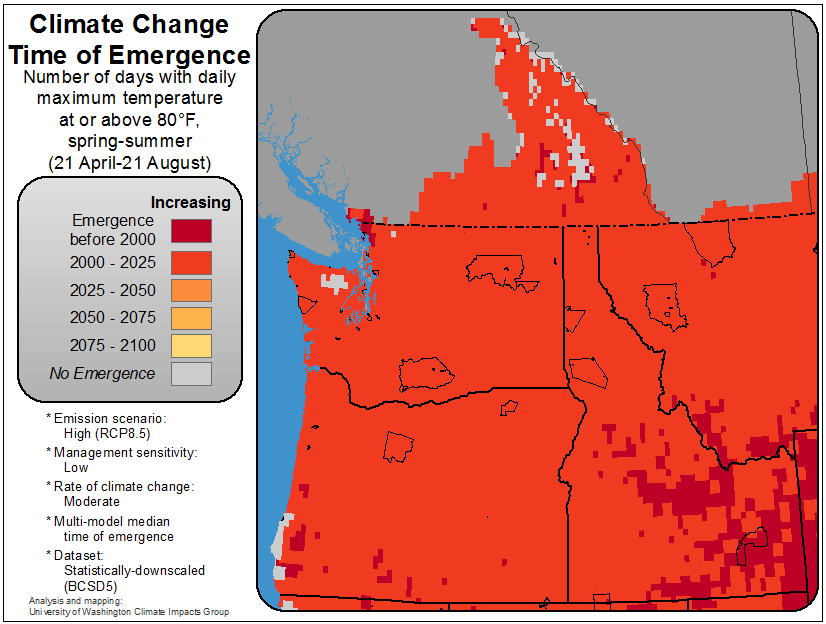 Climate Change
Time of Emergence
Number of days with daily
maximum temperature
at or above 80°F,
spring-summer
(21 April-21 August)
Increasing
Emergence
before 2000
2000 - 2025
2025 - 2050
2050 - 2075
2075 - 2100
No Emergence
* Emission scenario:
High (RCP8.5)
* Management sensitivity:
Low
* Rate of climate change:
Moderate
* Multi-model median
time of emergence
* Dataset:
Statistically-downscaled
(BCSD5)
Analysis and mapping:
University of Washington Climate Impacts Group